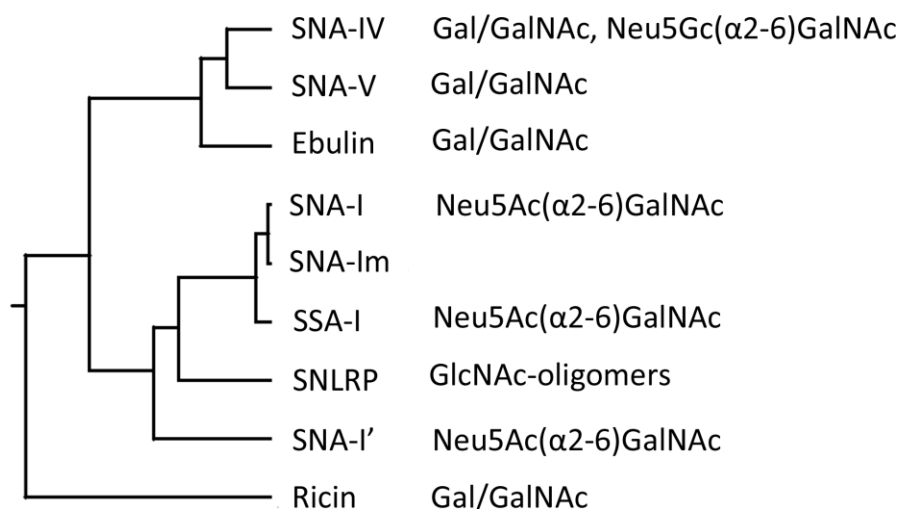 SNA-IV Gal/GalNAc, Neu5Gc(α2-6)GalNAc
SNA-V Gal/GalNAc
Ebulin Gal/GalNAc
SNA-I Neu5Ac(α2-6)GalNAc
SNA-Im
SSA-I Neu5Ac(α2-6)GalNAc
SNLRP GlcNAc-oligomers
SNA-I’ Neu5Ac(α2-6)GalNAc
Ricin Gal/GalNAc